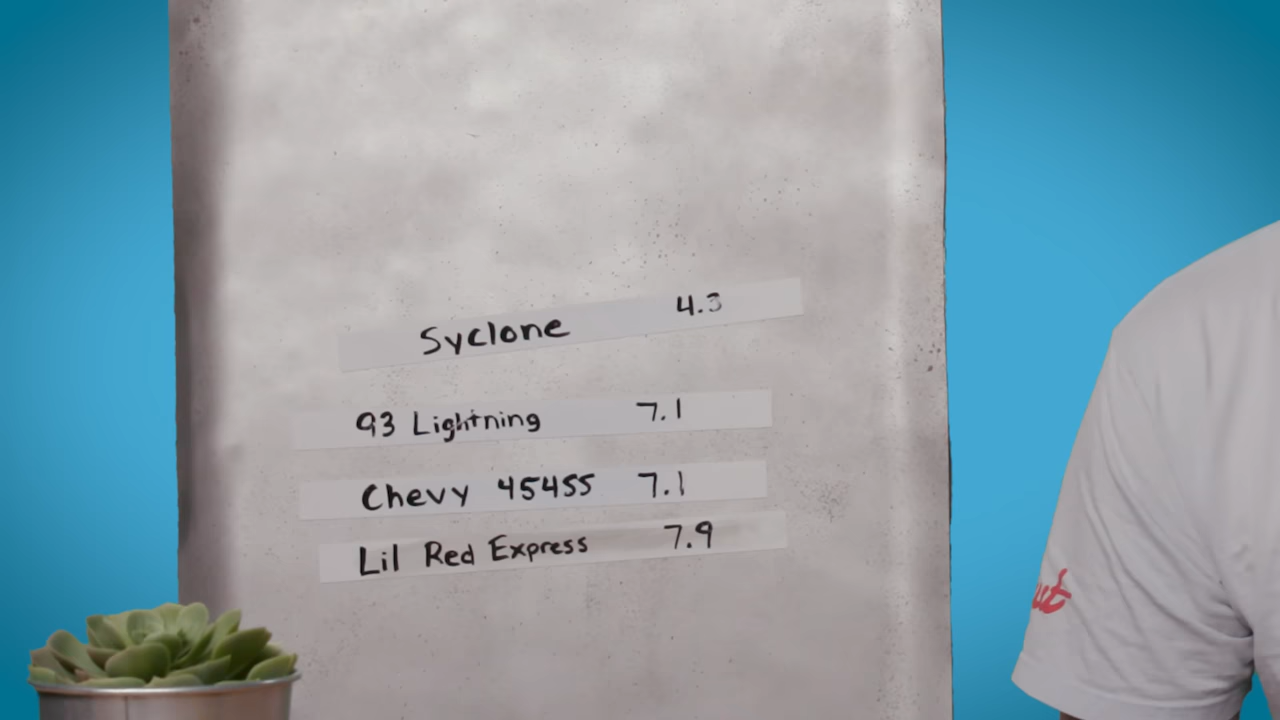 Syclone 4.3
93 Lightning 7.1
Chevy 454SS 7.1
Lil Red Express 7.9